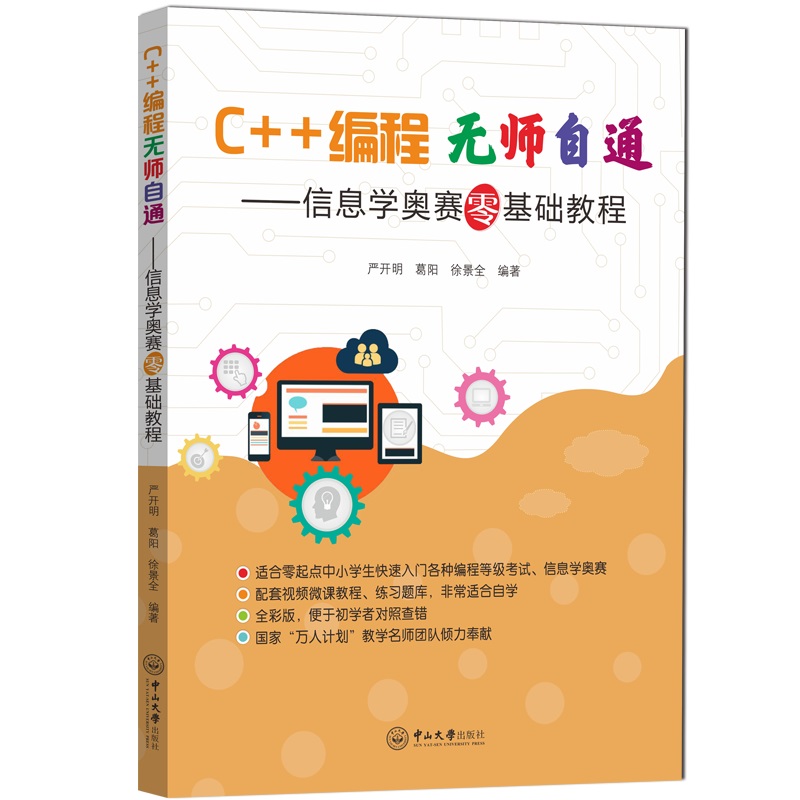 C++编程 无师自通
——信息学奥赛零基础教程
严开明 葛阳 徐景全 编著
适合零起点中小学生快速入门各种编程等级考试、信息学奥赛
配套视频微课教程、练习题库，非常适合自学
全彩版，便于初学者对照查错
国家“万人计划”教学名师团队倾力奉献
中山大学出版社
SUN YAT-SEN UNIVERSITY PRESS
C++编程无师自通
——信息学奥赛零基础教程
严开明 葛阳 徐景全 编著
中山大学出版社
SUN YAT-SEN UNIVERSITY PRESS